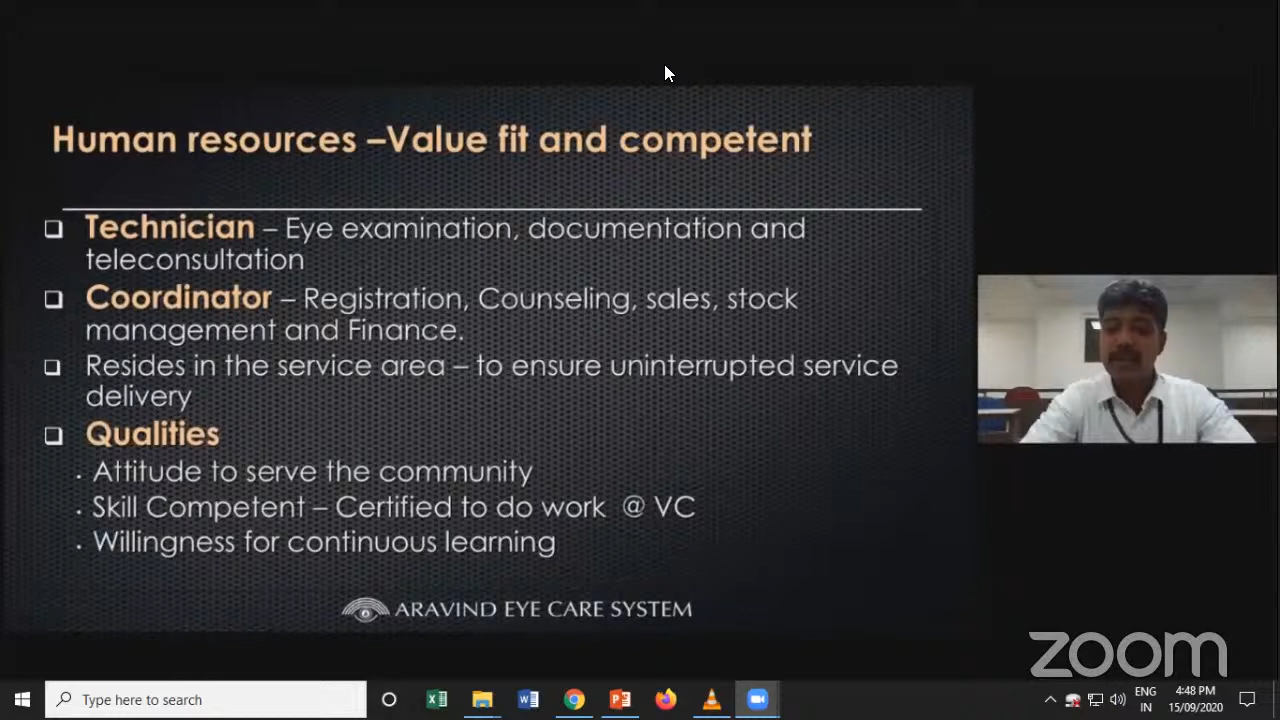 Human resources –Value fit and competent
❑ Technician – Eye examination, documentation and
teleconsultation
❑ Coordinator – Registration, Counseling, sales, stock
management and Finance.
❑ Resides in the service area – to ensure uninterrupted service
delivery
❑ Qualities
• Attitude to serve the community
• Skill Competent – Certified to do work @ VC
• Willingness for continuous learning
ARAVIND EYE CARE SYSTEM
zoom
Type here to search
ENG
IN
4:48 PM
15/09/2020